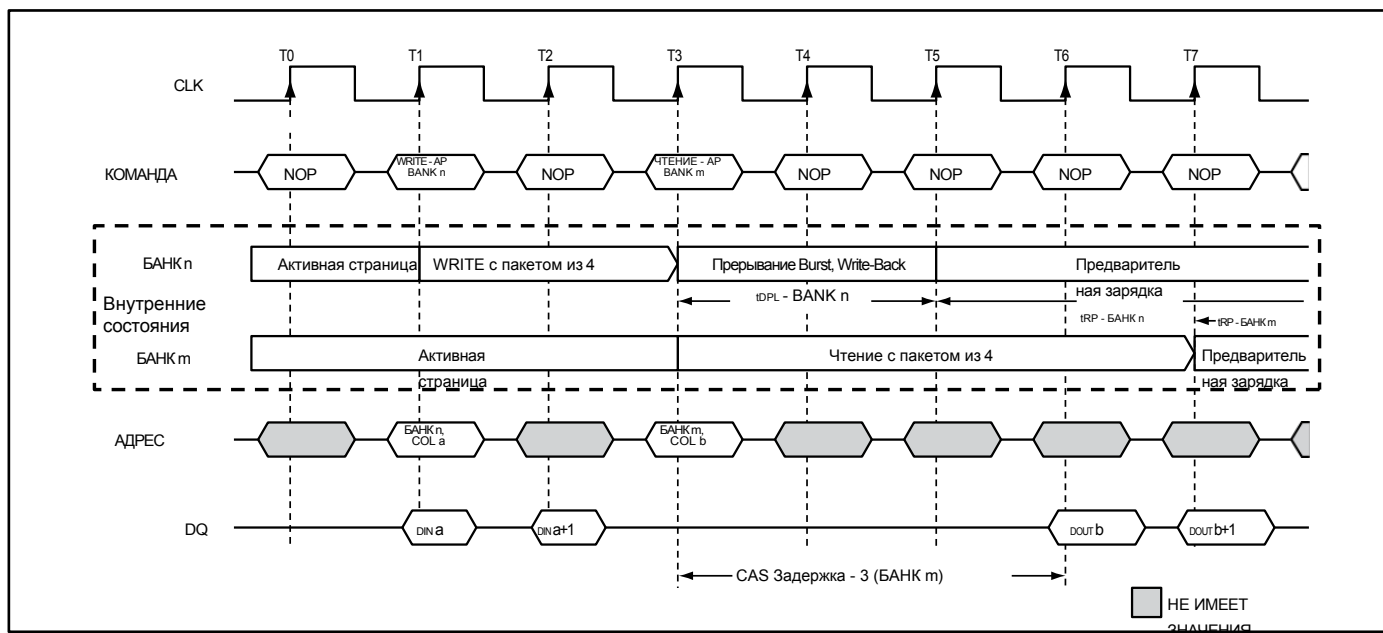 T0 T1 T2 T3 T4 T5 T6 T7
CLK
КОМАНДА
NOP
WRITE - AP
BANK n
NOP
ЧТЕНИЕ - AP
BANK m
NOP
NOP
NOP
NOP
БАНК n
Активная страница
WRITE с пакетом из 4
Прерывание Burst, Write-Back
Предваритель
ная зарядка
tDPL - BANK n
tRP - БАНК n
tRP - БАНК m
Внутренние
состояния
БАНК m
Активная
страница
Чтение с пакетом из 4
Предваритель
ная зарядка
АДРЕС
БАНК n,
COL a
БАНК m,
COL b
DQ
DIN a
DIN a+1
DOUT b
DOUT b+1
CAS Задержка - 3 (БАНК m)
НЕ ИМЕЕТ
ЗНАЧЕНИЯ